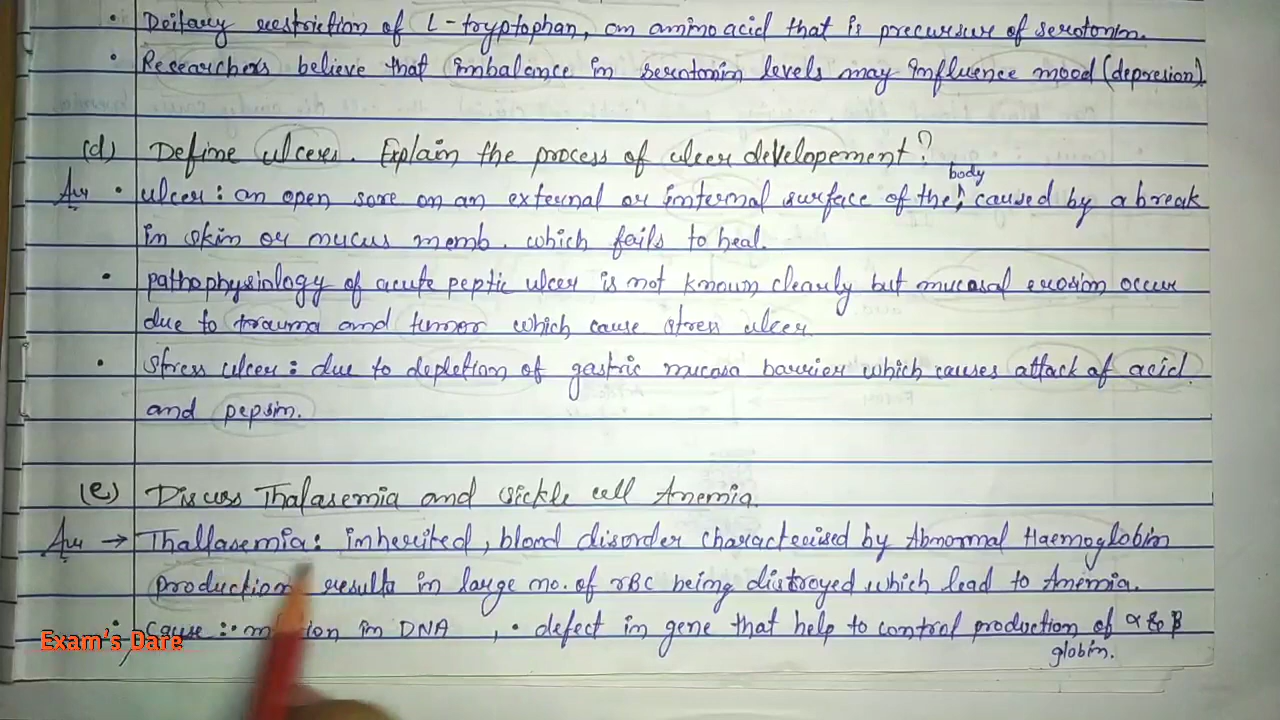 • Deitary restriction of L-tryptophan, an amino acid that is precursur of serotonin.
• Researchers believe that imbalance in serotonin levels may influence mood (depresion)
(d) Define ulceres. Explain the process of ulcer developement?
body
Ans • ulcer: an open sore on an external or internal surface of the, caused by a break
in skin or mucus memb. which fails to heal.
• pathophysiology of acute peptic ulcer is not known clearly but mucosal erosion occur
due to trauma and tumor which cause stress ulcer.
• Stress ulcer: due to depletion of gastric mucosa barrier which causes attack of acid
and pepsin.
(e) Discuss Thalasemia and sickle cell Anemia.
Ans → Thallasemia: inherited, blood disorder characterised by Abnormal Haemoglobin
production results in large no. of RBC being distroyed which lead to Anemia.
• Cause: • in DNA, • defect in gene that help to control production of α & β
globin.
Exam's Dare